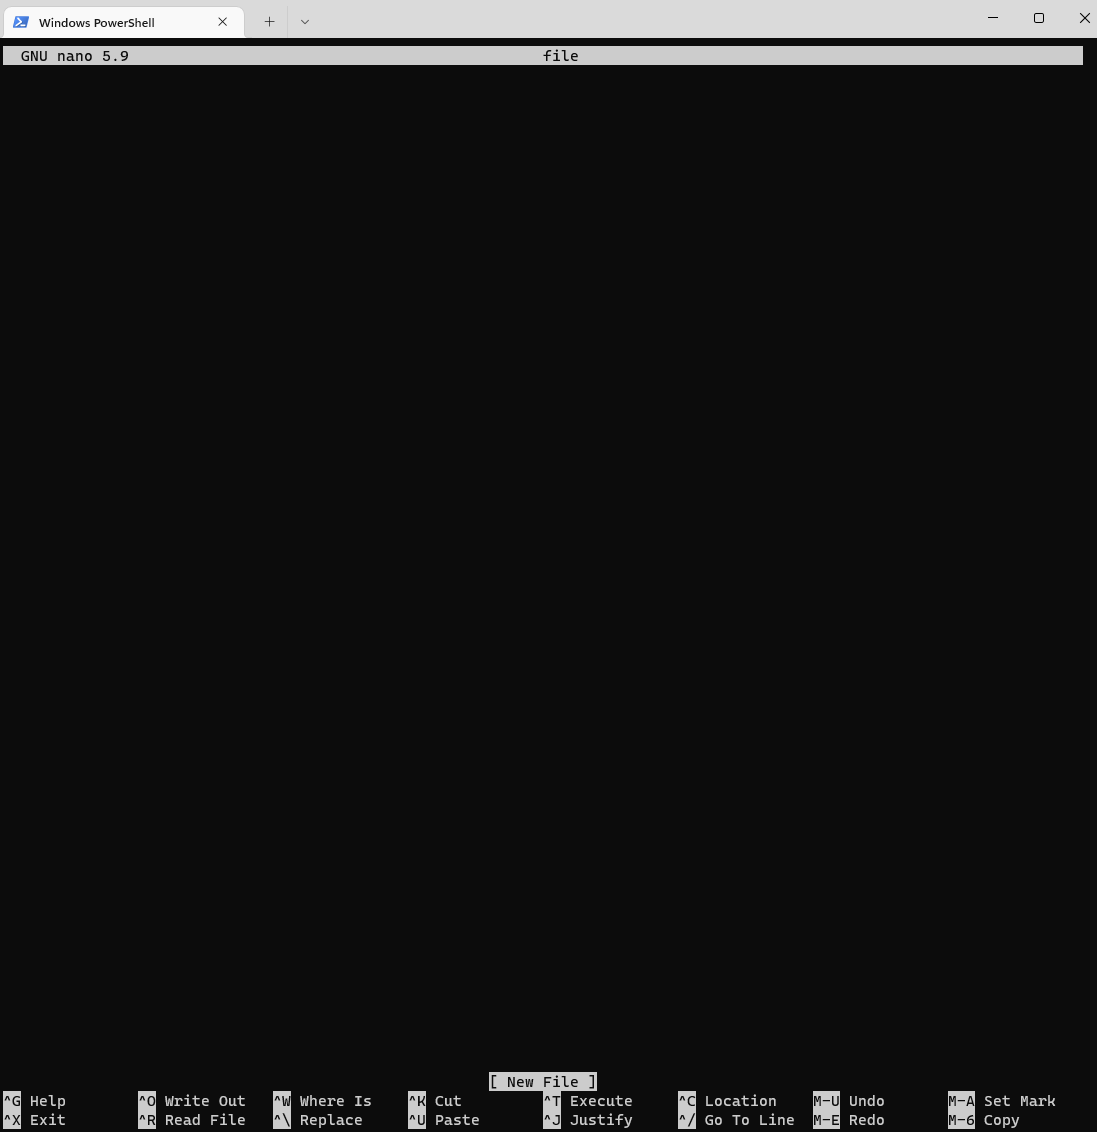 Windows PowerShell
GNU nano 5.9 file
[ New File ]
^G Help ^O Write Out ^W Where Is ^K Cut ^T Execute ^C Location M-U Undo M-A Set Mark
^X Exit ^R Read File ^\ Replace ^U Paste ^J Justify ^/ Go To Line M-E Redo M-6 Copy